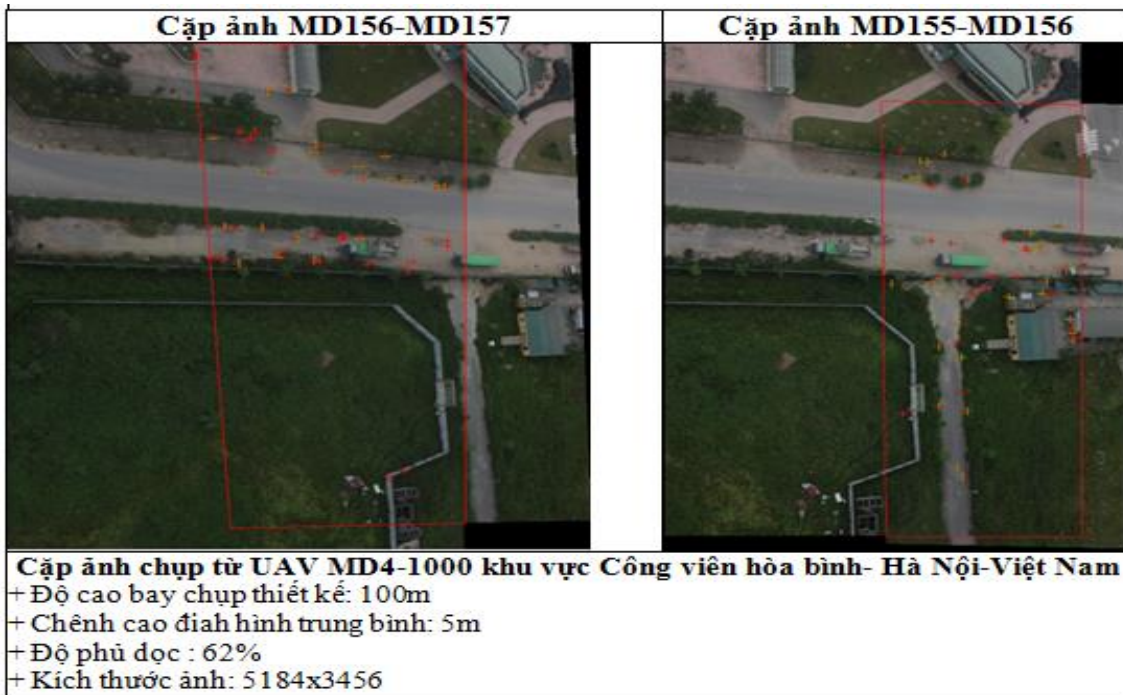 Cặp ảnh MD156-MD157
Cặp ảnh MD155-MD156
Cặp ảnh chụp từ UAV MD4-1000 khu vực Công viên hòa bình- Hà Nội-Việt Nam
+ Độ cao bay chụp thiết kế: 100m
+ Chênh cao điah hình trung bình: 5m
+ Độ phủ dọc : 62%
+ Kích thước ảnh: 5184x3456